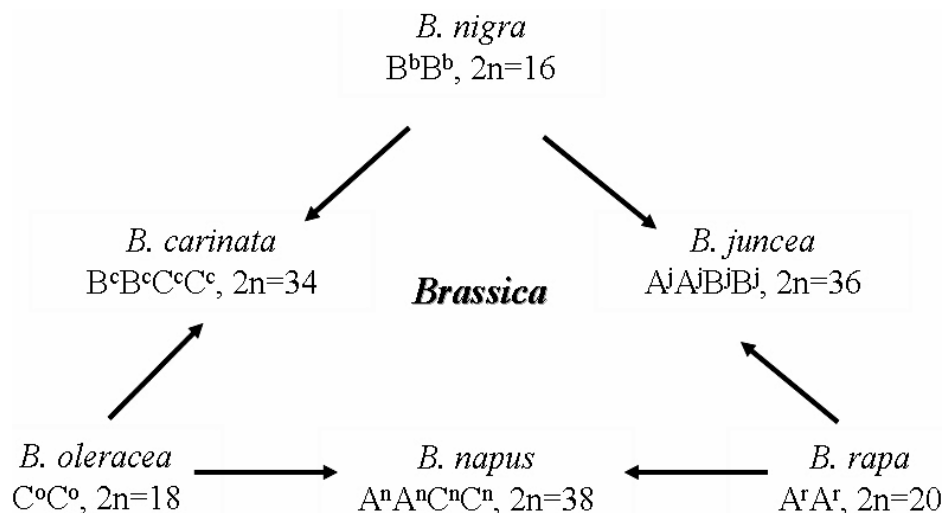 B. nigra
BᵇBᵇ, 2n=16
B. carinata
BᶜBᶜCᶜCᶜ, 2n=34
B. juncea
AʲAʲBʲBʲ, 2n=36
Brassica
B. oleracea
CᵒCᵒ, 2n=18
B. napus
AⁿAⁿCⁿCⁿ, 2n=38
B. rapa
AʳAʳ, 2n=20